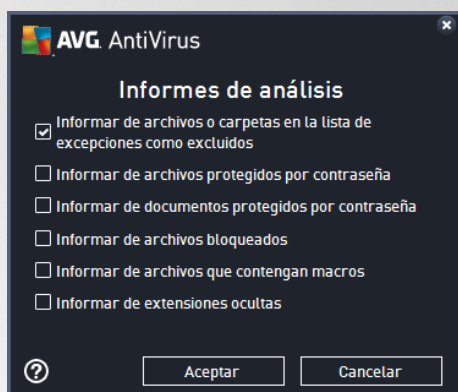 AVG. AntiVirus
Informes de análisis
Informar de archivos o carpetas en la lista de
excepciones como excluidos
Informar de archivos protegidos por contraseña
Informar de documentos protegidos por contraseña
Informar de archivos bloqueados
Informar de archivos que contengan macros
Informar de extensiones ocultas
?
Aceptar
Cancelar